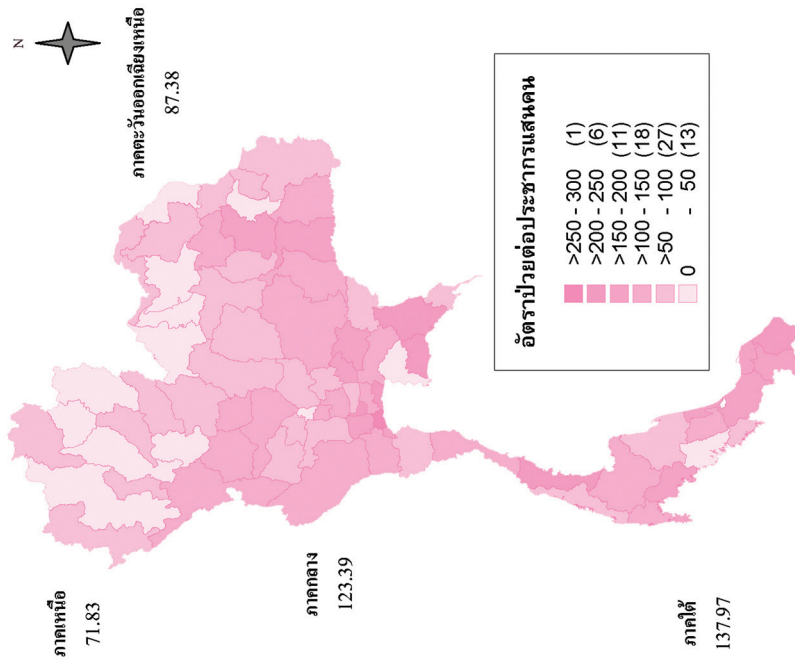 N
ภาคเหนือ
71.83
ภาคตะวันออกเฉียงเหนือ
87.38
ภาคกลาง
123.39
ภาคใต้
137.97
อัตราป่วยต่อประชากรแสนคน
>250 - 300 (1)
>200 - 250 (6)
>150 - 200 (11)
>100 - 150 (18)
>50 - 100 (27)
0 - 50 (13)